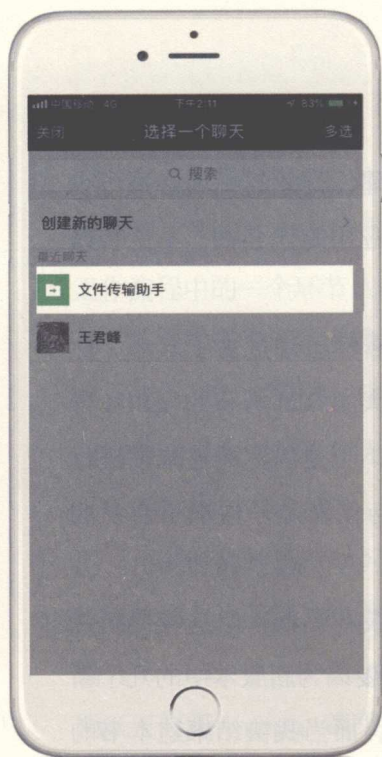 中国移动 4G 下午2:11 83%
关闭 选择一个聊天 多选
搜索
创建新的聊天
最近聊天
文件传输助手
王君峰